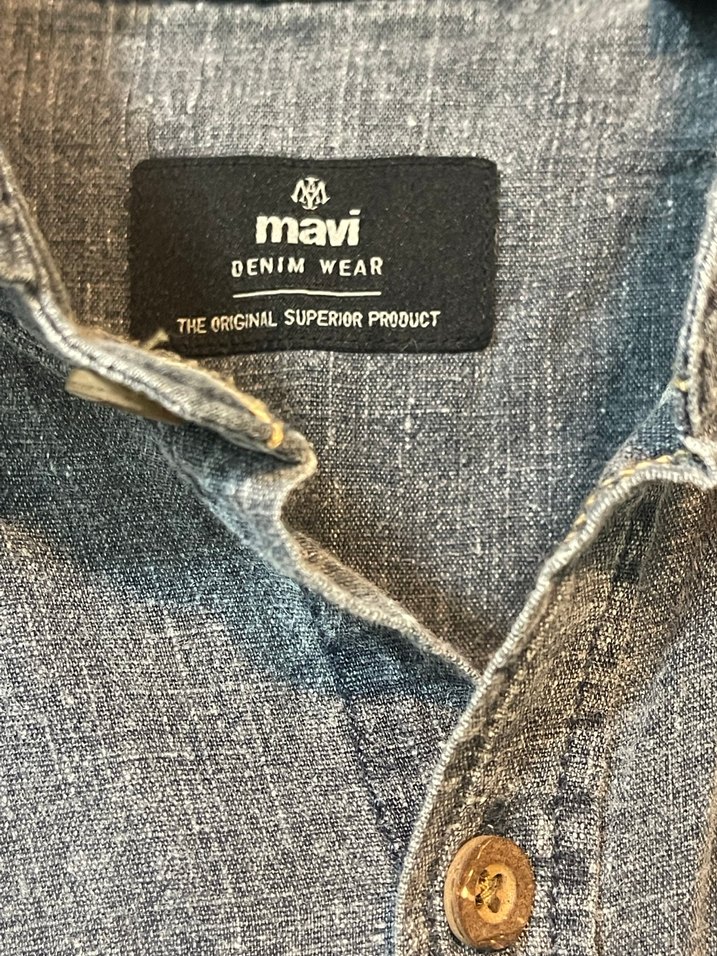 mavi
DENIM WEAR
THE ORIGINAL SUPERIOR PRODUCT